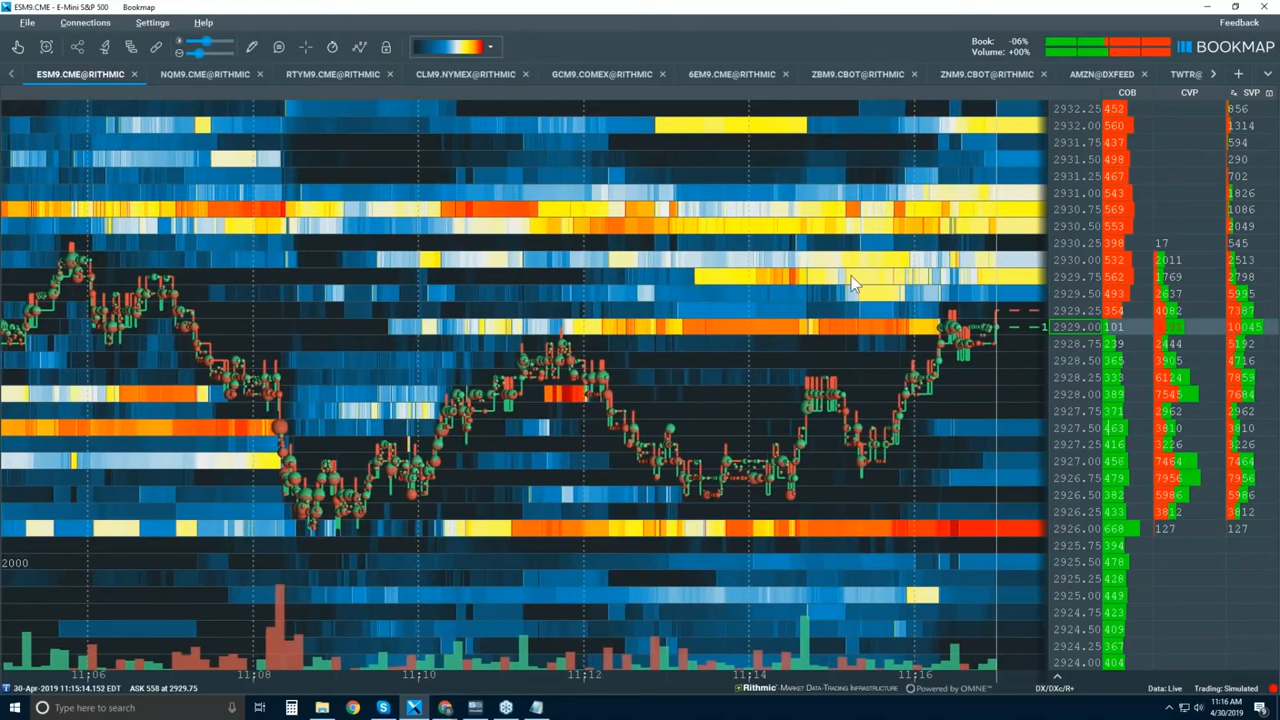 ESM9.CME - E-Mini S&P 500 Bookmap
File Connections Settings Help Feedback
Book: -06%
Volume: +00%
BOOKMAP
ESM9.CME@RITHMIC NQM9.CME@RITHMIC RTYM9.CME@RITHMIC CLM9.NYMEX@RITHMIC GCM9.COMEX@RITHMIC 6EM9.CME@RITHMIC ZBM9.CBOT@RITHMIC ZNM9.CBOT@RITHMIC AMZN@DXFEED TWTR@
COB CVP SVP
2932.25 452 856
2932.00 560 1314
2931.75 437 594
2931.50 498 290
2931.25 467 702
2931.00 543 1826
2930.75 569 1086
2930.50 553 2049
2930.25 398 17 545
2930.00 532 2011 2513
2929.75 562 1769 2798
2929.50 493 2637 5995
2929.25 354 4082 7387
1 2929.00 101 10045
2928.75 239 2444 5192
2928.50 365 3905 4716
2928.25 333 6124 7859
2928.00 389 7545 7684
2927.75 371 2962 2962
2927.50 463 3810 3810
2927.25 416 3226 3226
2927.00 456 7464 7464
2926.75 479 7956 7956
2926.50 382 5986 5986
2926.25 433 3812 3812
2926.00 668 127 127
2925.75 394
2000 2925.50 478
2925.25 428
2925.00 449
2924.75 423
2924.50 409
2924.25 367
2924.00 404
11:06 11:08 11:10 11:12 11:14 11:16
30-Apr-2019 11:15:14.152 EDT ASK 558 at 2929.75 Rithmic-MARKET DATA-TRADING INFRASTRUCTURE Powered by OMNE™ DX/DXc/R+ Data: Live Trading: Simulated
Type here to search 11:16 AM
4/30/2019